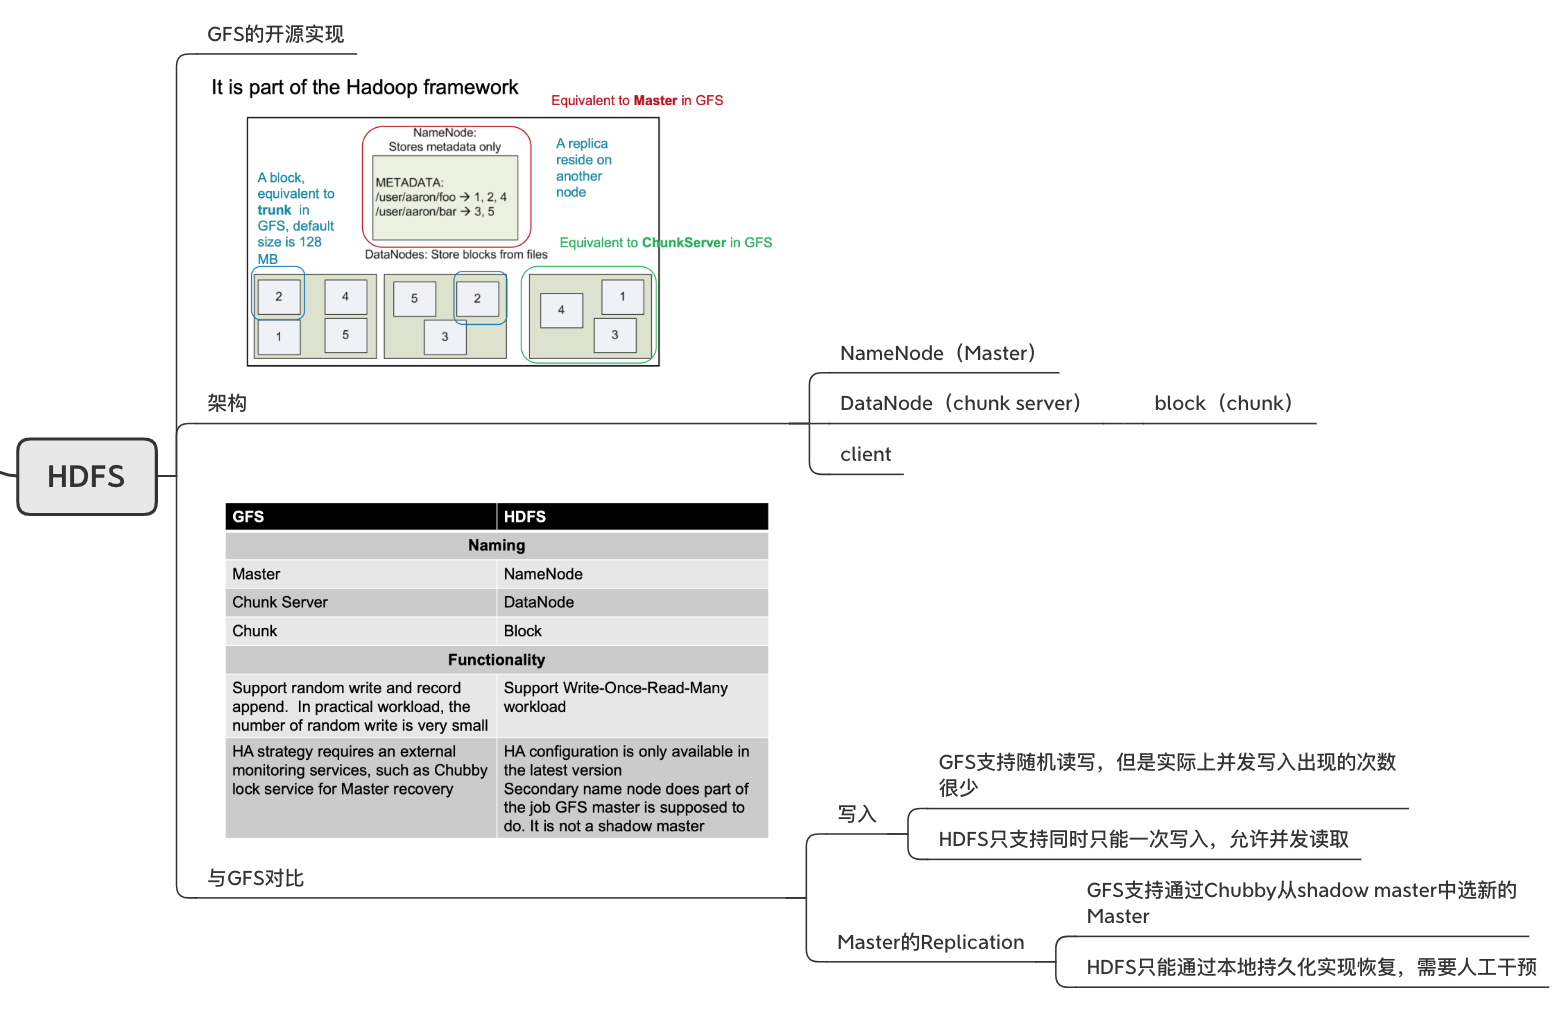 GFS的开源实现
It is part of the Hadoop framework
Equivalent to Master in GFS
NameNode:
Stores metadata only
METADATA:
/user/aaron/foo → 1, 2, 4
/user/aaron/bar → 3, 5
A replica
reside on
another
node
A block,
equivalent to
trunk in
GFS, default
size is 128
MB
Equivalent to ChunkServer in GFS
DataNodes: Store blocks from files
2
4
1
5
5
2
3
4
1
3
架构
NameNode（Master）
DataNode（chunk server）
block（chunk）
client
HDFS
GFS
HDFS
Naming
Master
NameNode
Chunk Server
DataNode
Chunk
Block
Functionality
Support random write and record
append. In practical workload, the
number of random write is very small
Support Write-Once-Read-Many
workload
HA strategy requires an external
monitoring services, such as Chubby
lock service for Master recovery
HA configuration is only available in
the latest version
Secondary name node does part of
the job GFS master is supposed to
do. It is not a shadow master
与GFS对比
写入
GFS支持随机读写，但是实际上并发写入出现的次数
很少
HDFS只支持同时只能一次写入，允许并发读取
Master的Replication
GFS支持通过Chubby从shadow master中选新的
Master
HDFS只能通过本地持久化实现恢复，需要人工干预